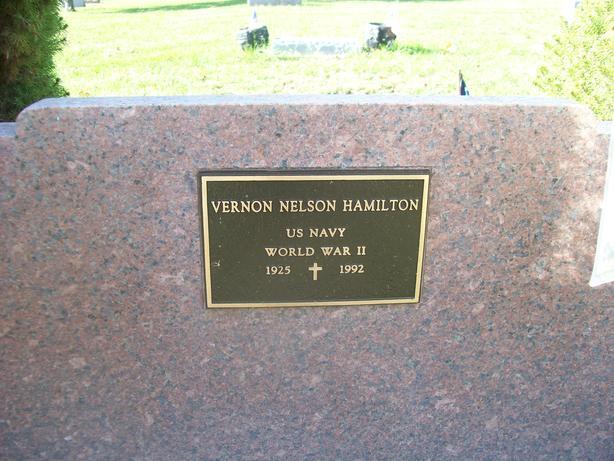 VERNON NELSON HAMILTON
US NAVY
WORLD WAR II
1925 ✝ 1992